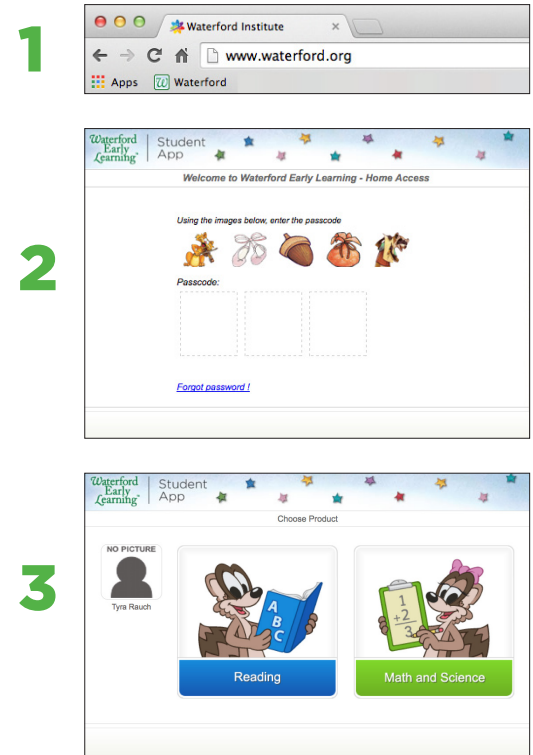 1
Waterford Institute
www.waterford.org
Apps Waterford
2
Waterford Early Learning Student App
Welcome to Waterford Early Learning - Home Access
Using the images below, enter the passcode
Passcode:
Forgot password !
3
Waterford Early Learning Student App
Choose Product
NO PICTURE
Tyra Rauch
A
B
C
1
+2
3
Reading
Math and Science